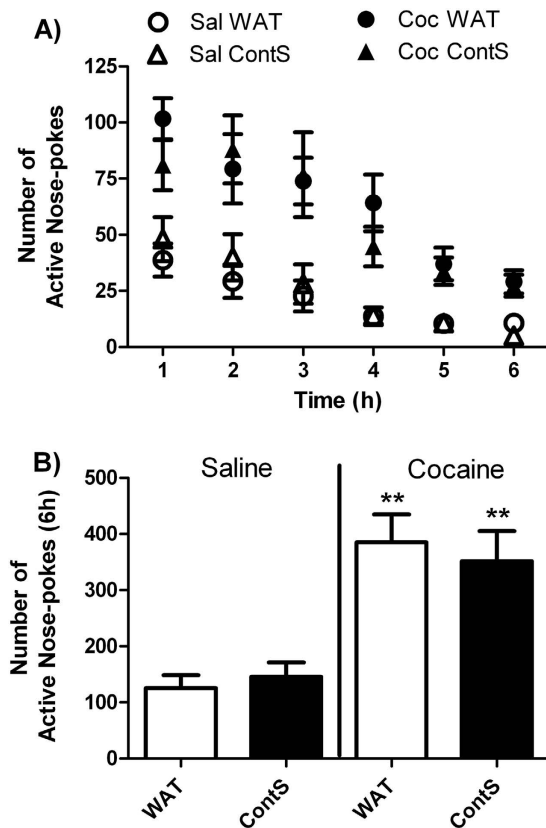 A)
Sal WAT
Coc WAT
Sal ContS
Coc ContS
Number of
Active Nose-pokes
125
100
75
50
25
0
1 2 3 4 5 6
Time (h)
B)
Saline
Cocaine
Number of
Active Nose-pokes (6h)
500
400
300
200
100
0
**
**
WAT
ContS
WAT
ContS